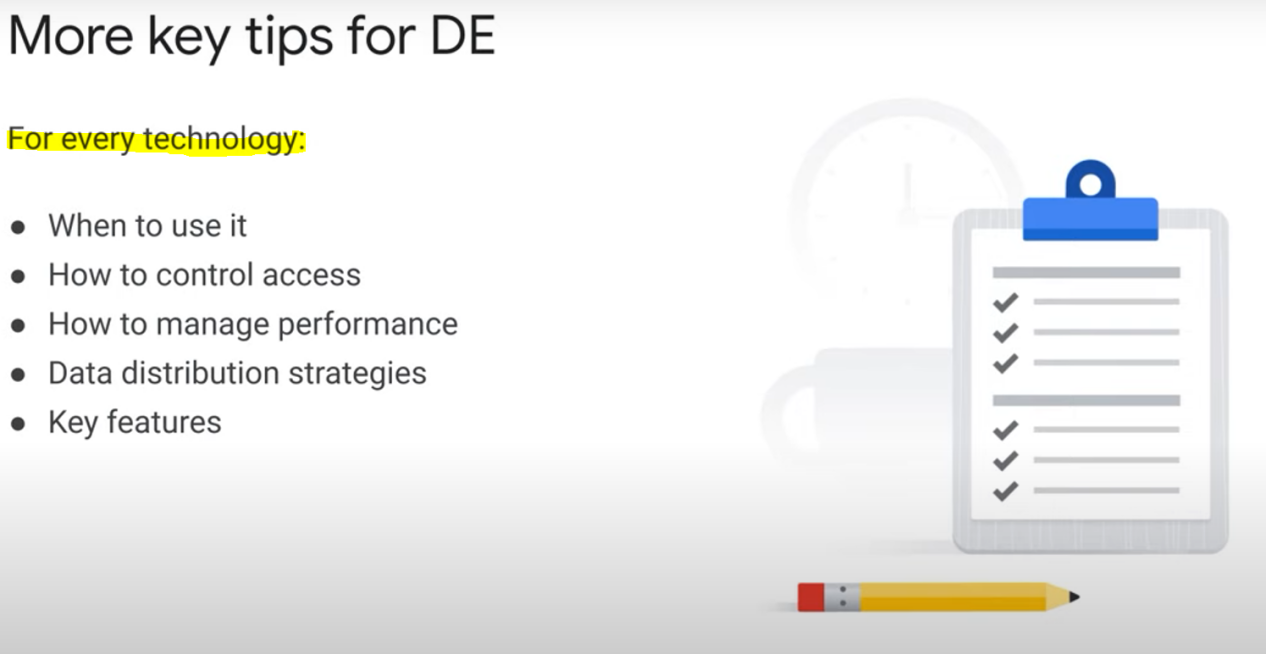 More key tips for DE
For every technology:
● When to use it
● How to control access
● How to manage performance
● Data distribution strategies
● Key features